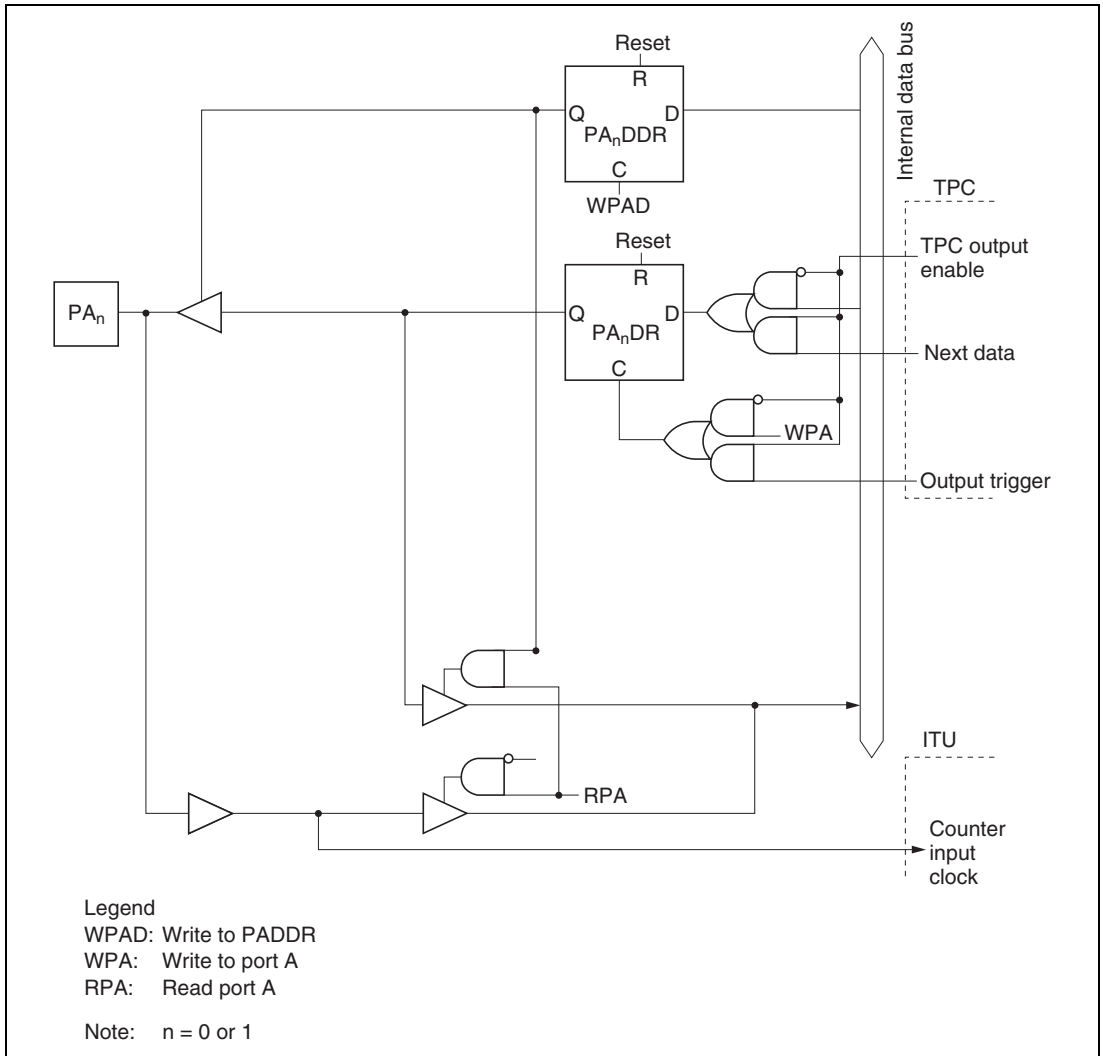 Reset
R
Internal data bus
Q
D
PAnDDR
C
TPC
WPAD
Reset
TPC output
enable
R
PAn
Q
D
PAnDR
Next data
C
WPA
Output trigger
ITU
RPA
Counter
input
clock
Legend
WPAD: Write to PADDR
WPA: Write to port A
RPA: Read port A
Note: n = 0 or 1